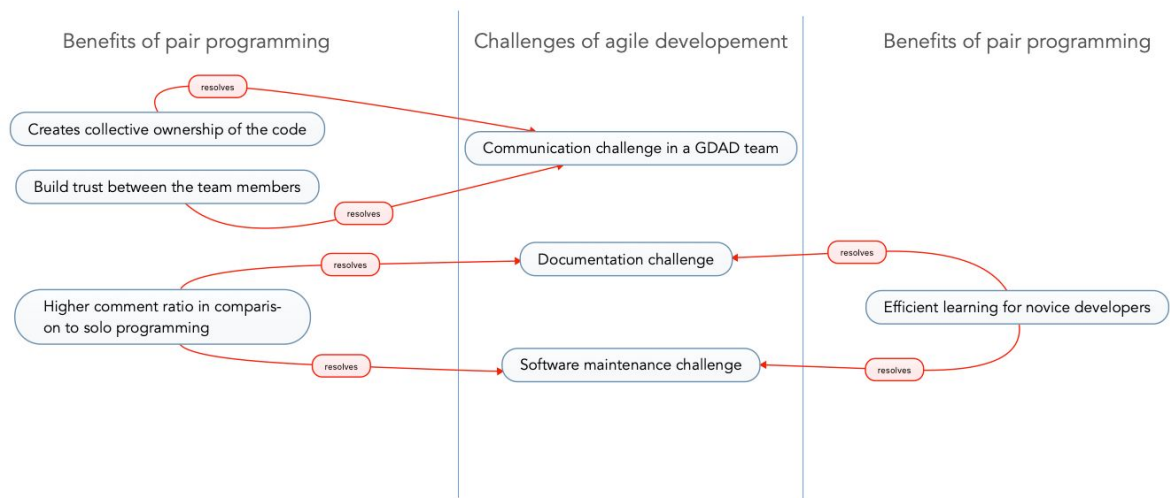 Benefits of pair programming
Challenges of agile developement
Benefits of pair programming
resolves
Creates collective ownership of the code
Communication challenge in a GDAD team
Build trust between the team members
resolves
resolves
Documentation challenge
resolves
Higher comment ratio in comparis-
on to solo programming
Efficient learning for novice developers
resolves
Software maintenance challenge
resolves